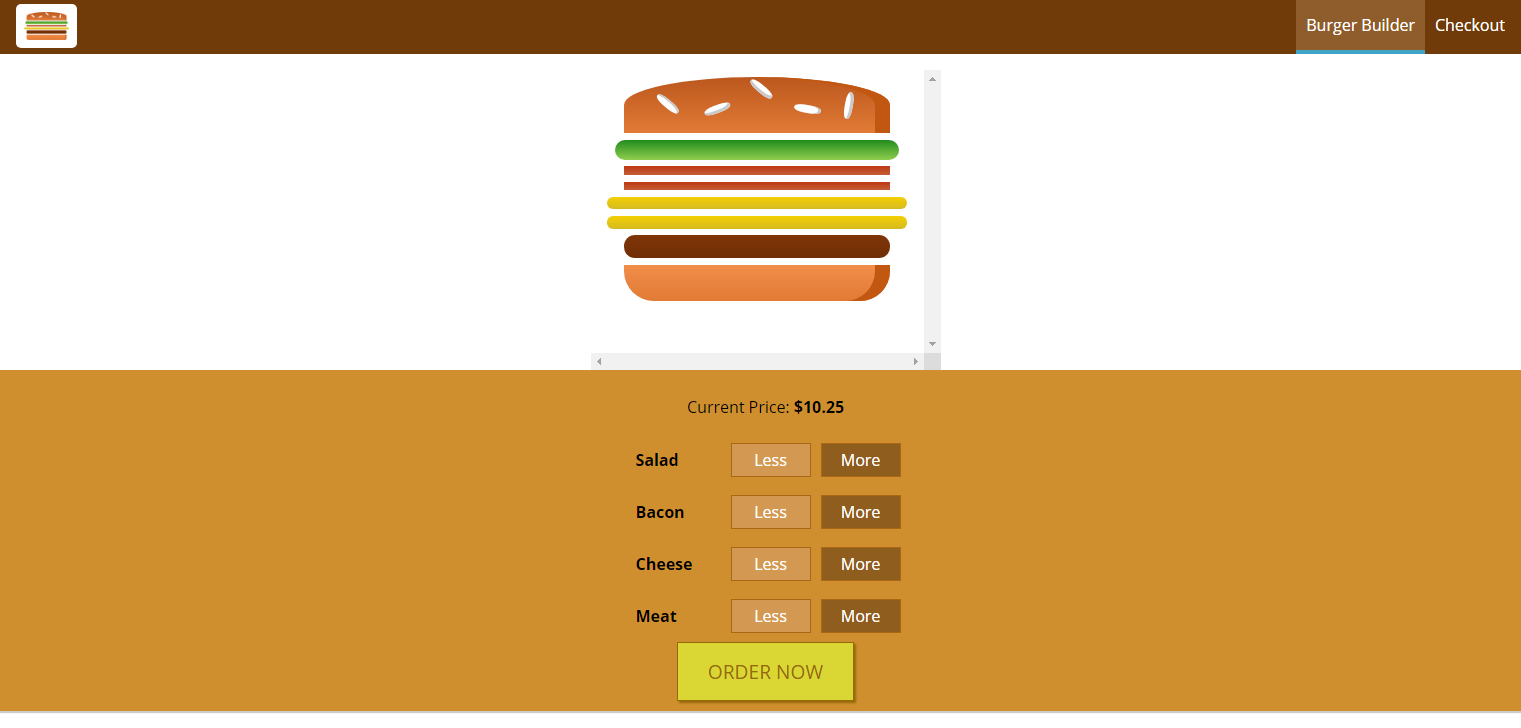 Burger Builder Checkout
Current Price: $10.25
Salad Less More
Bacon Less More
Cheese Less More
Meat Less More
ORDER NOW